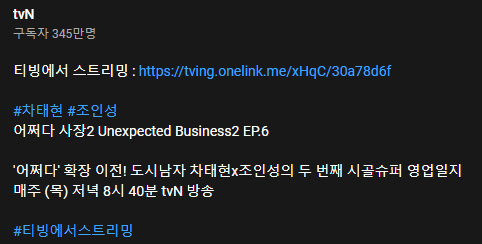 tvN
구독자 345만명
티빙에서 스트리밍 : https://tving.onelink.me/xHqC/30a78d6f
#차태현 #조인성
어쩌다 사장2 Unexpected Business2 EP.6
'어쩌다' 확장 이전! 도시남자 차태현x조인성의 두 번째 시골슈퍼 영업일지
매주 (목) 저녁 8시 40분 tvN 방송
#티빙에서스트리밍